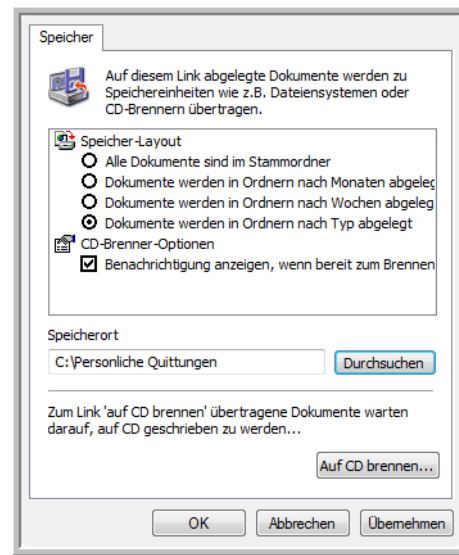 Speicher
Auf diesem Link abgelegte Dokumente werden zu
Speichereinheiten wie z.B. Dateiensystemen oder
CD-Brennern übertragen.
Speicher-Layout
Alle Dokumente sind im Stammordner
Dokumente werden in Ordnern nach Monaten abgeleg
Dokumente werden in Ordnern nach Wochen abgeleg
Dokumente werden in Ordnern nach Typ abgelegt
CD-Brenner-Optionen
Benachrichtigung anzeigen, wenn bereit zum Brennen
Speicherort
C:\Personliche Quittungen
Durchsuchen
Zum Link 'auf CD brennen' übertragene Dokumente warten
darauf, auf CD geschrieben zu werden...
Auf CD brennen...
OK Abbrechen Übernehmen